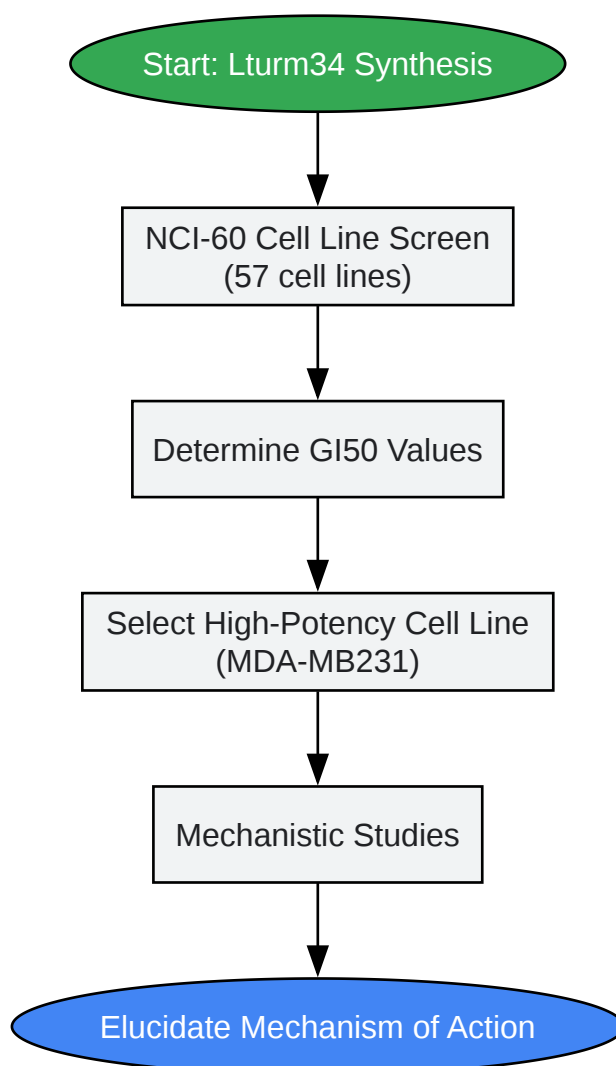 Start: Lturm34 Synthesis
NCI-60 Cell Line Screen
(57 cell lines)
Determine GI50 Values
Select High-Potency Cell Line
(MDA-MB231)
Mechanistic Studies
Elucidate Mechanism of Action